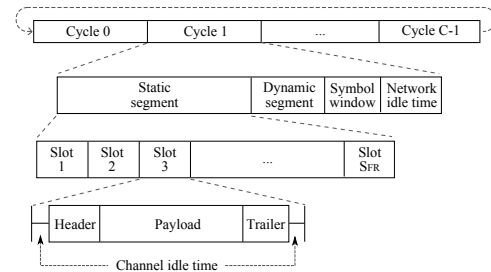 Cycle 0 Cycle 1 ... Cycle C-1
Static Dynamic Symbol Network
segment segment window idle time
Slot Slot Slot ... Slot
1 2 3 SFR
Header Payload Trailer
Channel idle time